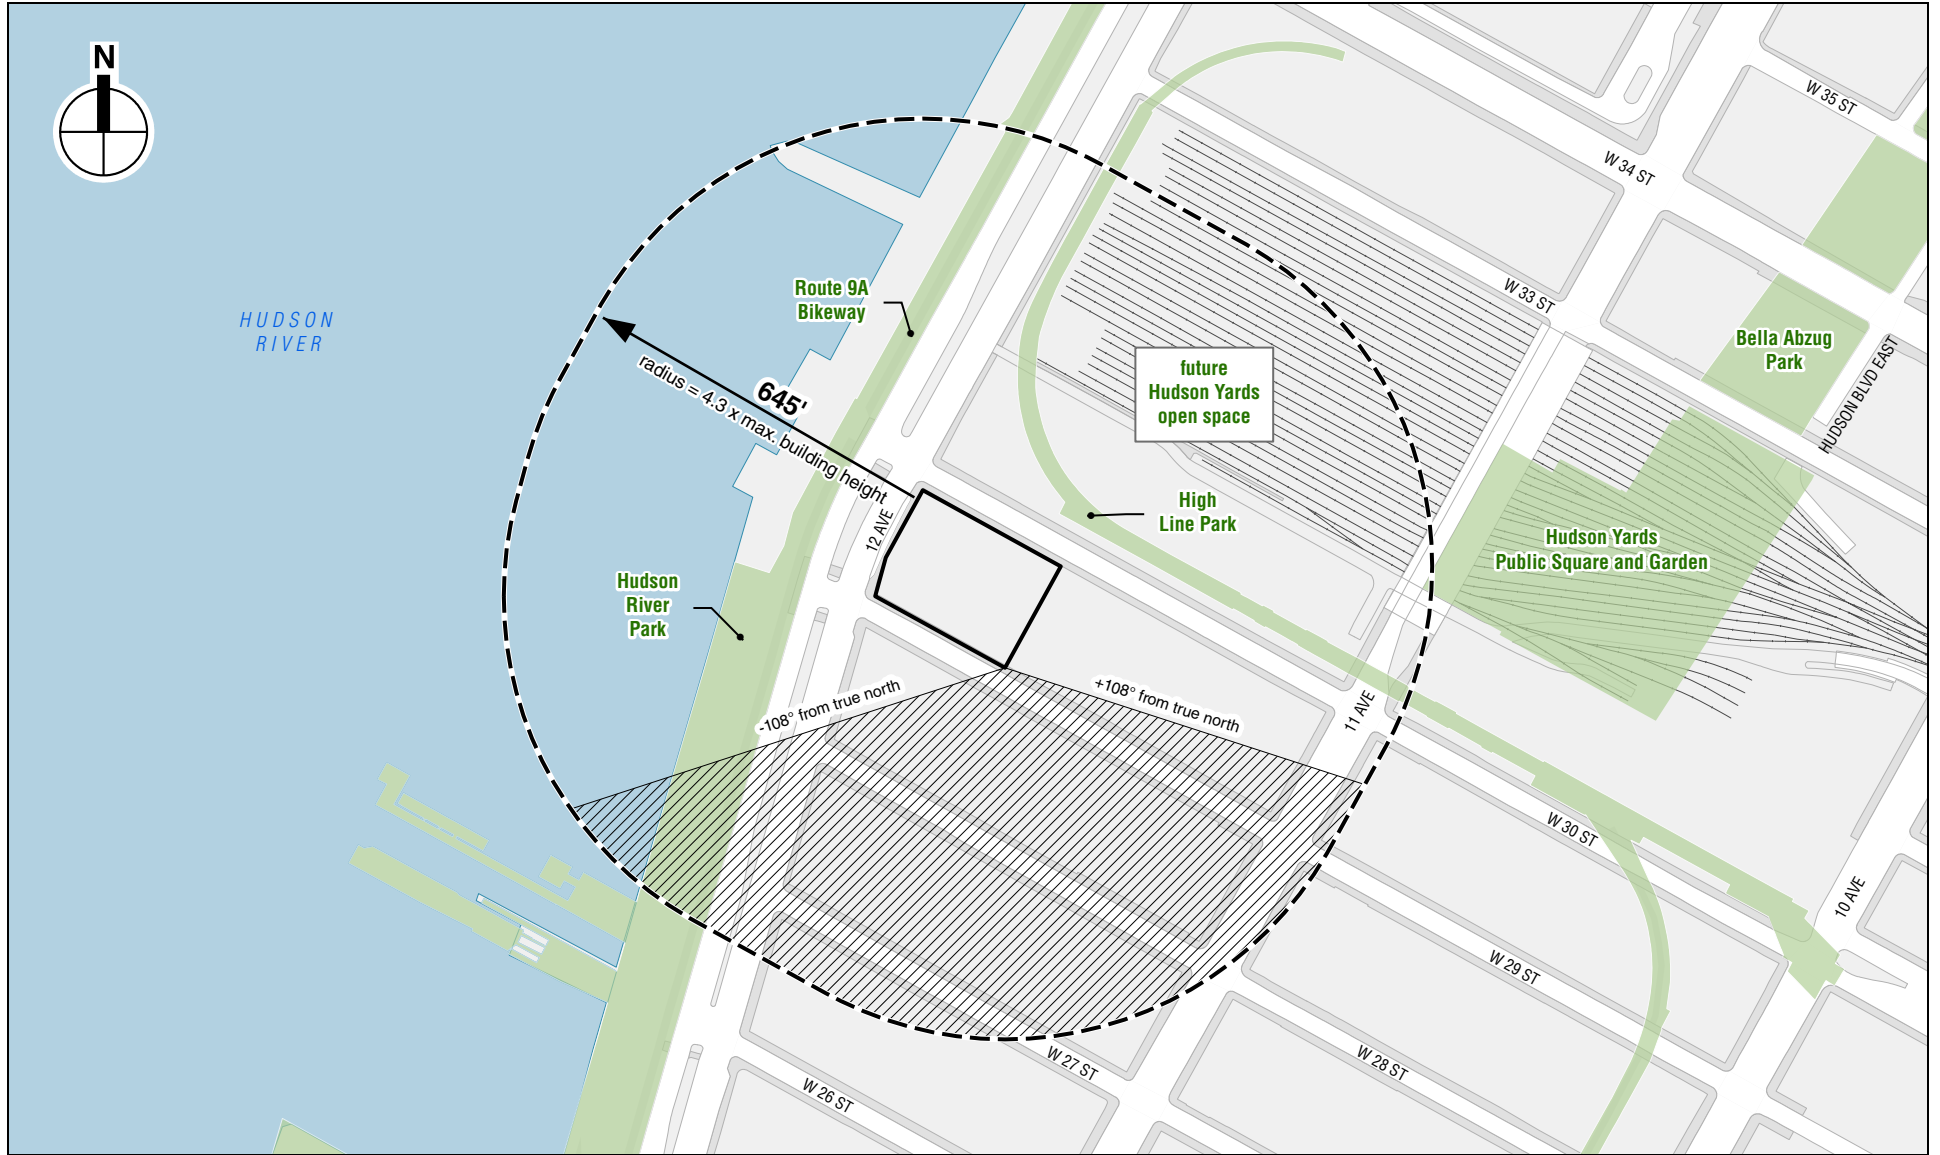 N
W 35 ST
W 34 ST
HUDSON
RIVER
Route 9A
Bikeway
W 33 ST
Bella Abzug
Park
HUDSON BLVD EAST
future
Hudson Yards
open space
645'
radius = 4.3 x max. building height
12 AVE
High
Line Park
Hudson Yards
Public Square and Garden
Hudson
River
Park
-108° from true north
+108° from true north
11 AVE
W 30 ST
10 AVE
W 29 ST
W 28 ST
W 27 ST
W 26 ST